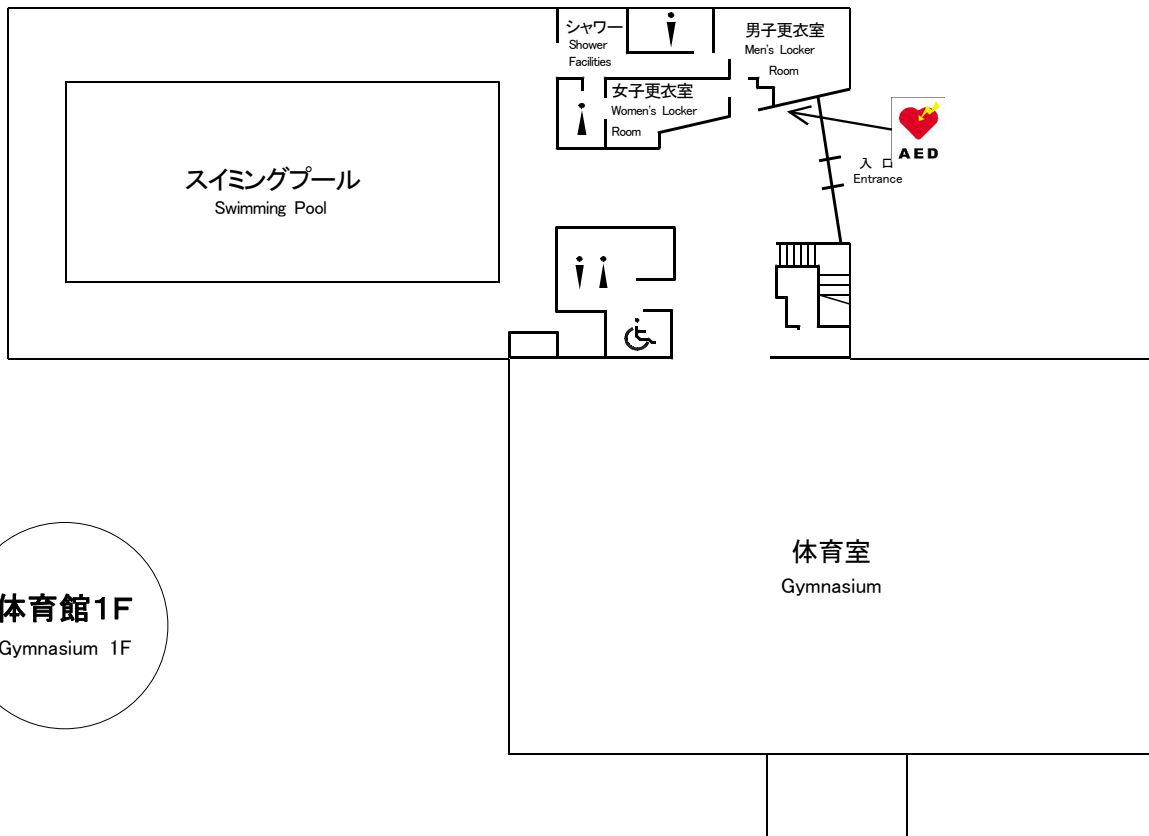 シャワー
Shower
Facilities
男子更衣室
Men's Locker
Room
女子更衣室
Women's Locker
Room
AED
入 口
Entrance
スイミングプール
Swimming Pool
体育室
Gymnasium
体育館1F
Gymnasium 1F